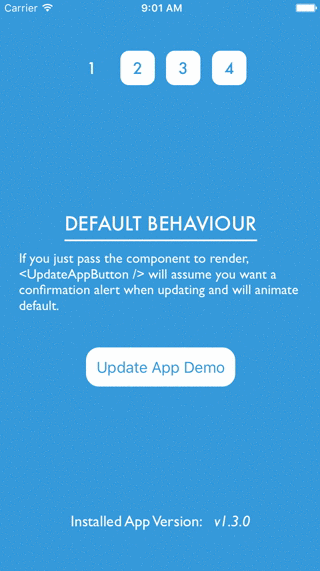 Carrier 9:01 AM
1 2 3 4
DEFAULT BEHAVIOUR
If you just pass the component to render,
<UpdateAppButton /> will assume you want a
confirmation alert when updating and will animate
default.
Update App Demo
Installed App Version: v1.3.0